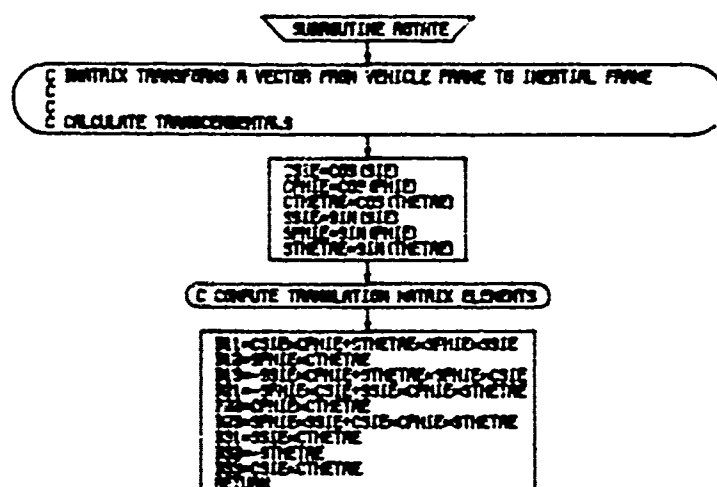 SUBROUTINE ROTATE
C BMATRIX TRANSFORMS A VECTOR FROM VEHICLE FRAME TO INERTIAL FRAME
C
C
C CALCULATE TRANSCENDENTALS
CSIE=COS(SIE)
CPHIE=COS(PHIE)
CTHETAE=COS(THETAE)
SSIE=SIN(SIE)
SPHIE=SIN(PHIE)
STHETAE=SIN(THETAE)
C COMPUTE TRANSLATION MATRIX ELEMENTS
B11=CSIE*CPHIE+STHETAE*SPHIE*SSIE
B12=SPHIE*CTHETAE
B13=-SSIE*CPHIE+STHETAE*SPHIE*CSIE
B21=-SPHIE*CSIE+SSIE*CPHIE*STHETAE
B22=CPHIE*CTHETAE
B23=SPHIE*SSIE+CSIE*CPHIE*STHETAE
B31=SSIE*CTHETAE
B32=-STHETAE
B33=CSIE*CTHETAE
RETURN